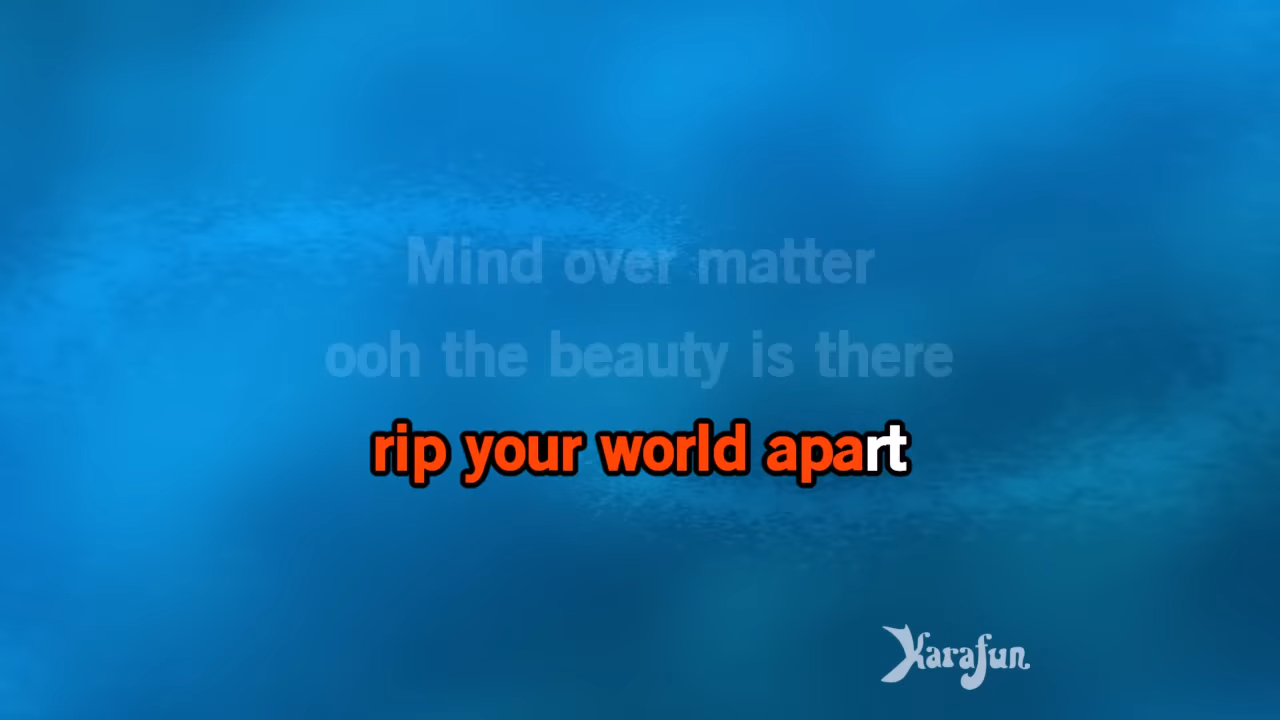 Mind over matter
ooh the beauty is there
rip your world apart
Karafun